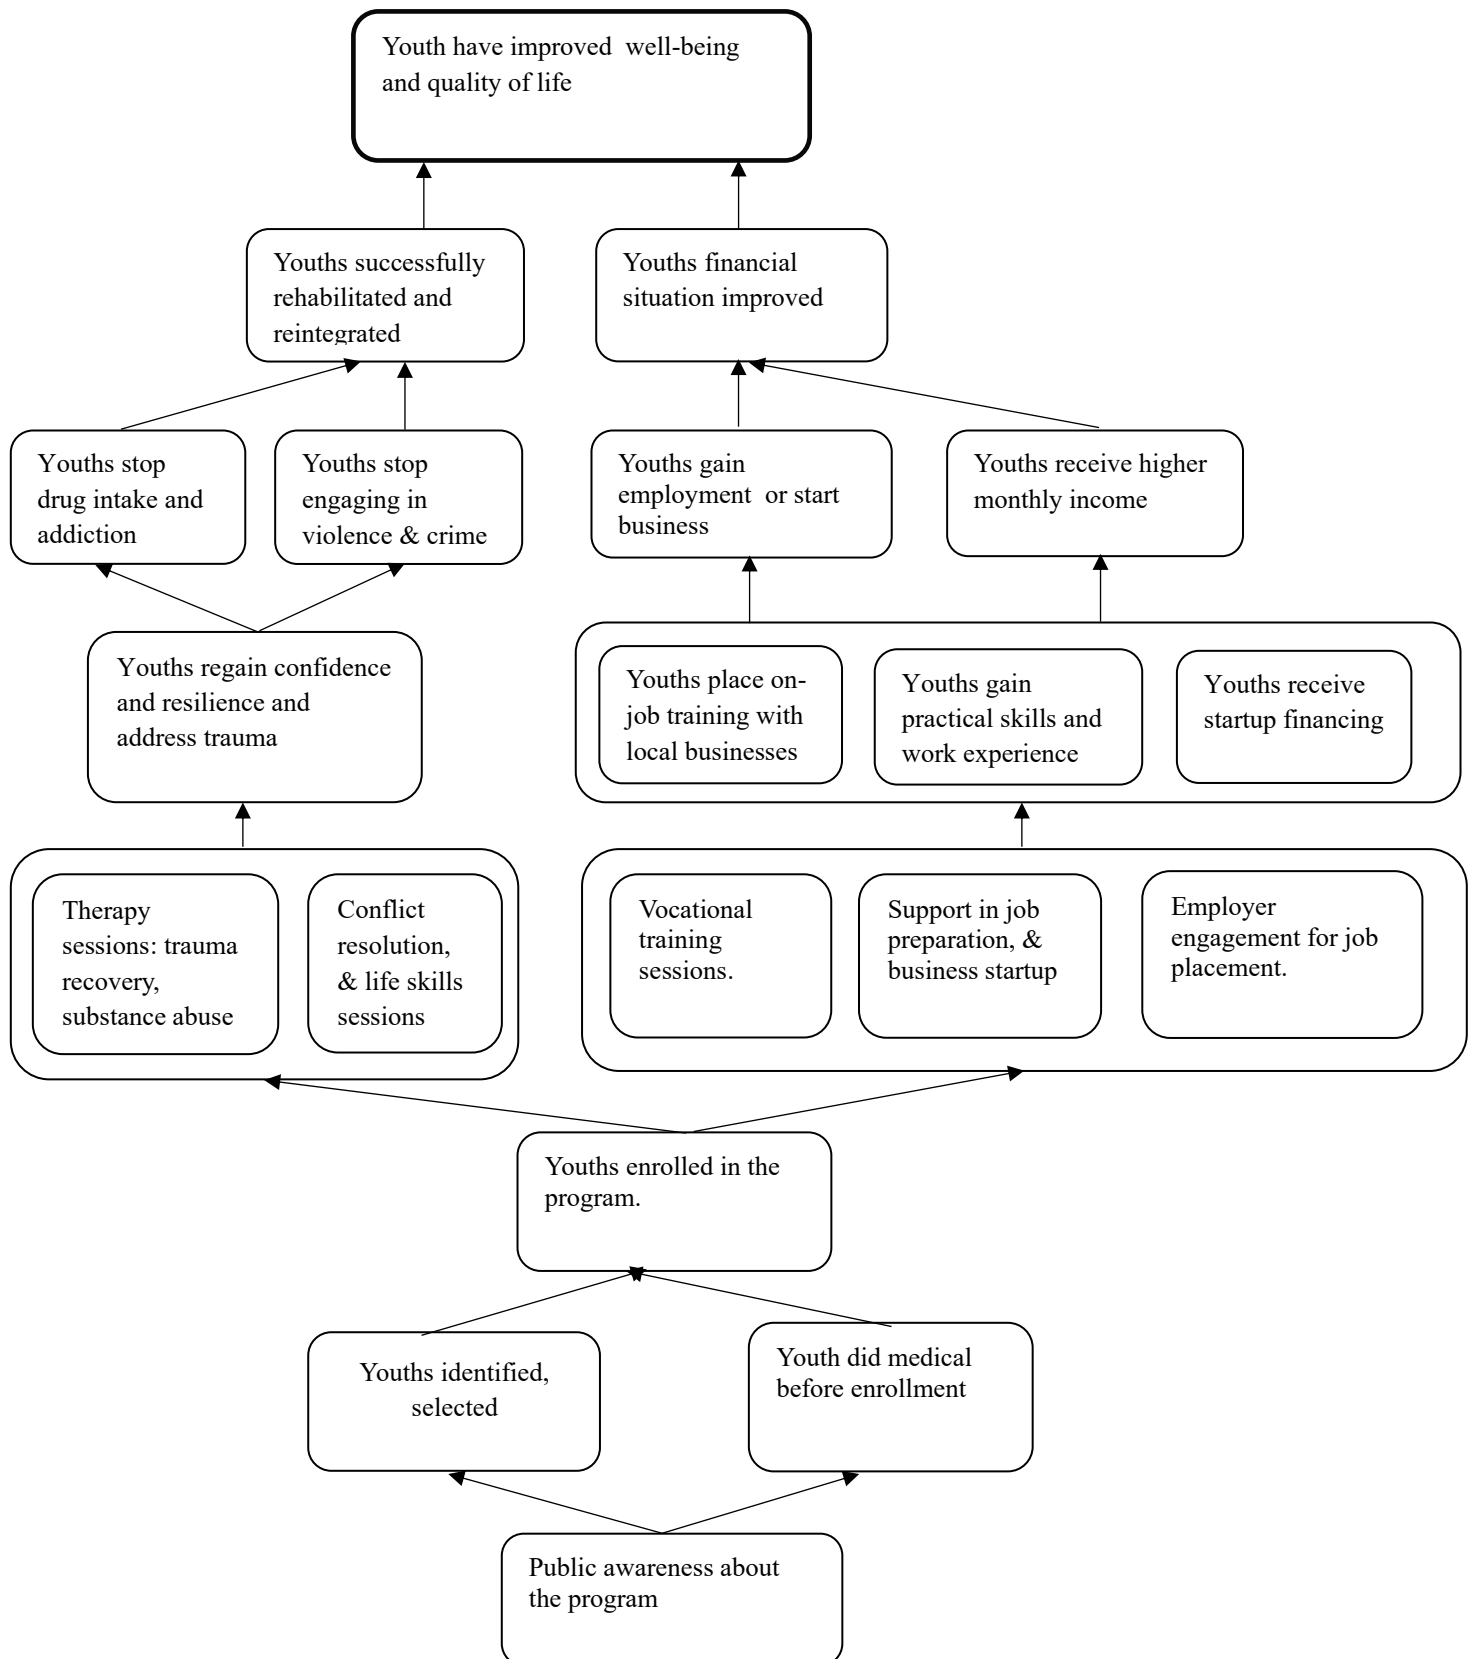 Youth have improved  well-being
and quality of life
Youths successfully
rehabilitated and
reintegrated
Youths financial
situation improved
Youths stop
drug intake and
addiction
Youths stop
engaging in
violence & crime
Youths gain
employment  or start
business
Youths receive higher
monthly income
Youths regain confidence
and resilience and
address trauma
Youths place on-
job training with
local businesses
Youths gain
practical skills and
work experience
Youths receive
startup financing
Therapy
sessions: trauma
recovery,
substance abuse
Conflict
resolution,
& life skills
sessions
Vocational
training
sessions.
Support in job
preparation, &
business startup
Employer
engagement for job
placement.
Youths enrolled in the
program.
Youths identified,
selected
Youth did medical
before enrollment
Public awareness about
the program